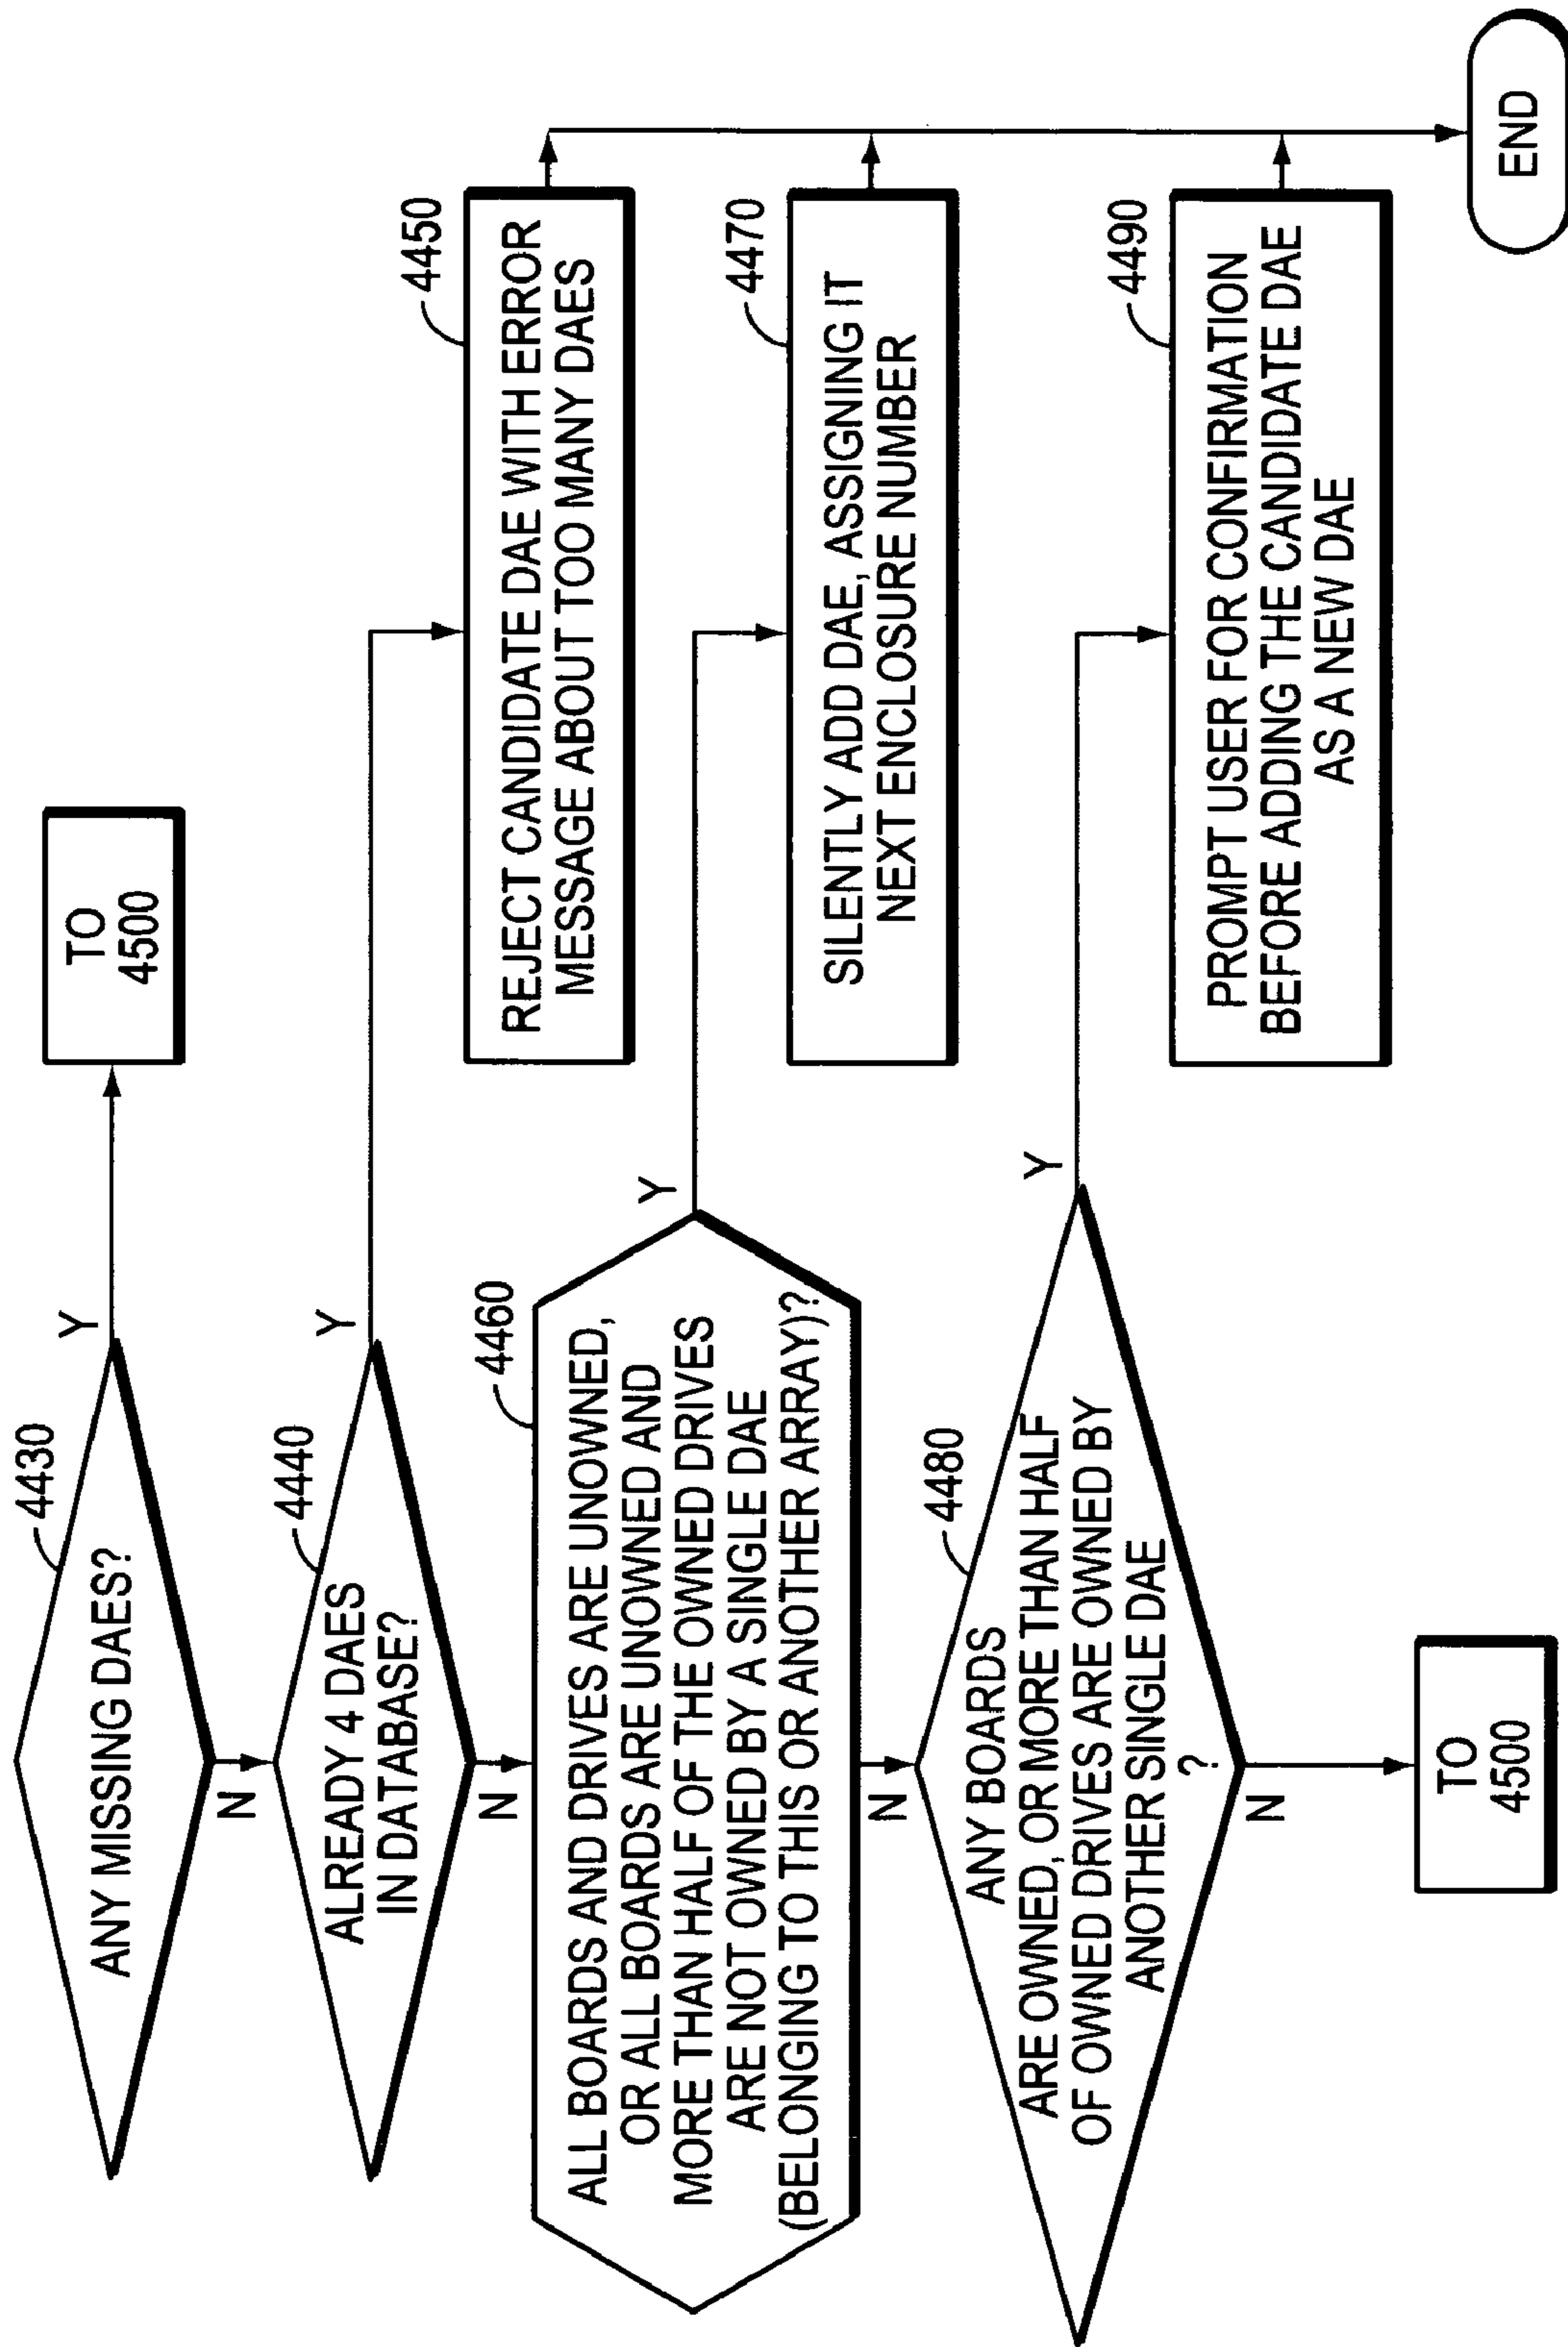 4430
ANY MISSING DAES?
Y
TO
4500
N
4440
ALREADY 4 DAES
IN DATABASE?
Y
4450
REJECT CANDIDATE DAE WITH ERROR
MESSAGE ABOUT TOO MANY DAES
N
4460
ALL BOARDS AND DRIVES ARE UNOWNED,
OR ALL BOARDS ARE UNOWNED AND
MORE THAN HALF OF THE OWNED DRIVES
ARE NOT OWNED BY A SINGLE DAE
(BELONGING TO THIS OR ANOTHER ARRAY)?
Y
4470
SILENTLY ADD DAE, ASSIGNING IT
NEXT ENCLOSURE NUMBER
N
4480
ANY BOARDS
ARE OWNED, OR MORE THAN HALF
OF OWNED DRIVES ARE OWNED BY
ANOTHER SINGLE DAE
?
Y
4490
PROMPT USER FOR CONFIRMATION
BEFORE ADDING THE CANDIDATE DAE
AS A NEW DAE
N
TO
4500
END